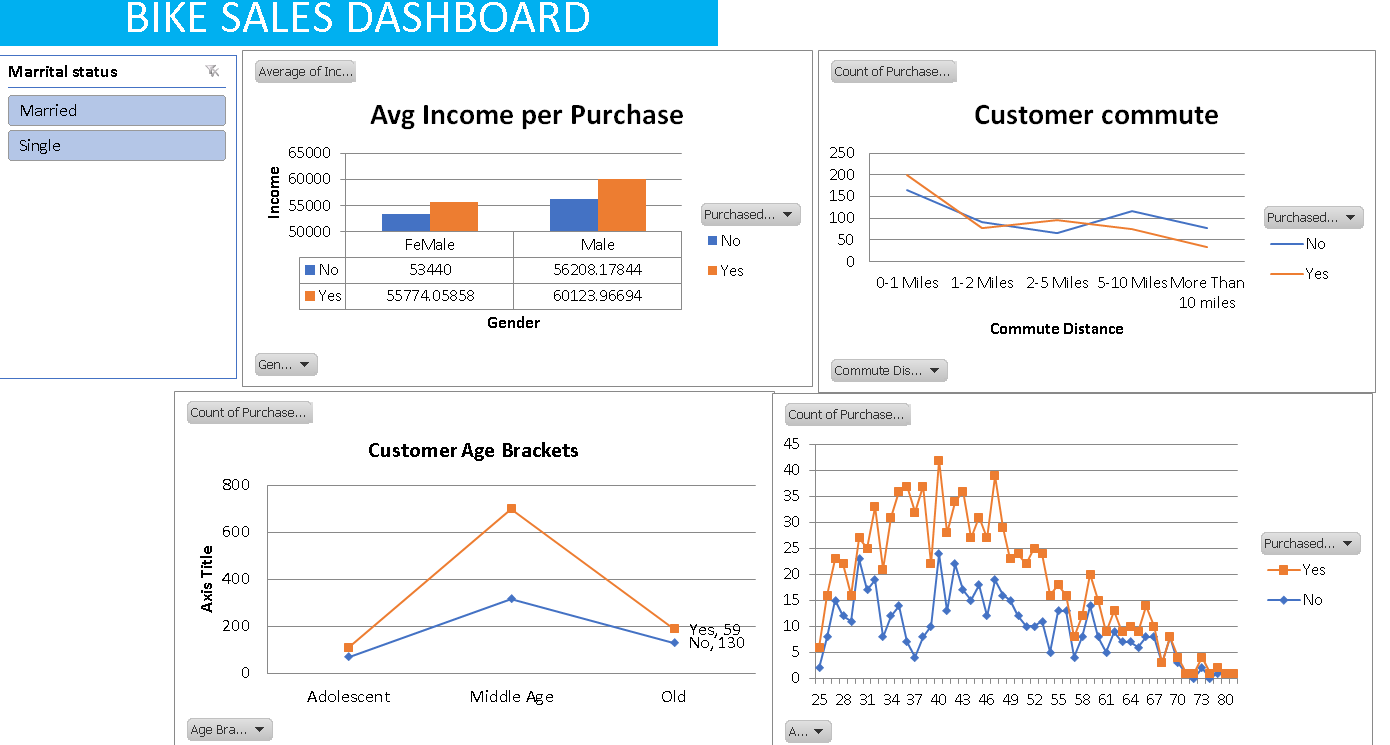 BIKE SALES DASHBOARD
Marrital status
Married
Single
Average of Inc...
Avg Income per Purchase
65000
60000
55000
50000
Income
FeMale Male
No 53440 56208.17844
Yes 55774.05858 60123.96694
Gender
Purchased...
No
Yes
Gen...
Count of Purchase...
Customer commute
250
200
150
100
50
0
0-1 Miles 1-2 Miles 2-5 Miles 5-10 Miles More Than
10 miles
Commute Distance
Purchased...
No
Yes
Commute Dis...
Count of Purchase...
Customer Age Brackets
800
600
400
200
0
Axis Title
Yes, 59
No, 130
Adolescent Middle Age Old
Age Bra...
Count of Purchase...
45
40
35
30
25
20
15
10
5
0
25 28 31 34 37 40 43 46 49 52 55 58 61 64 67 70 73 80
Purchased...
Yes
No
A...